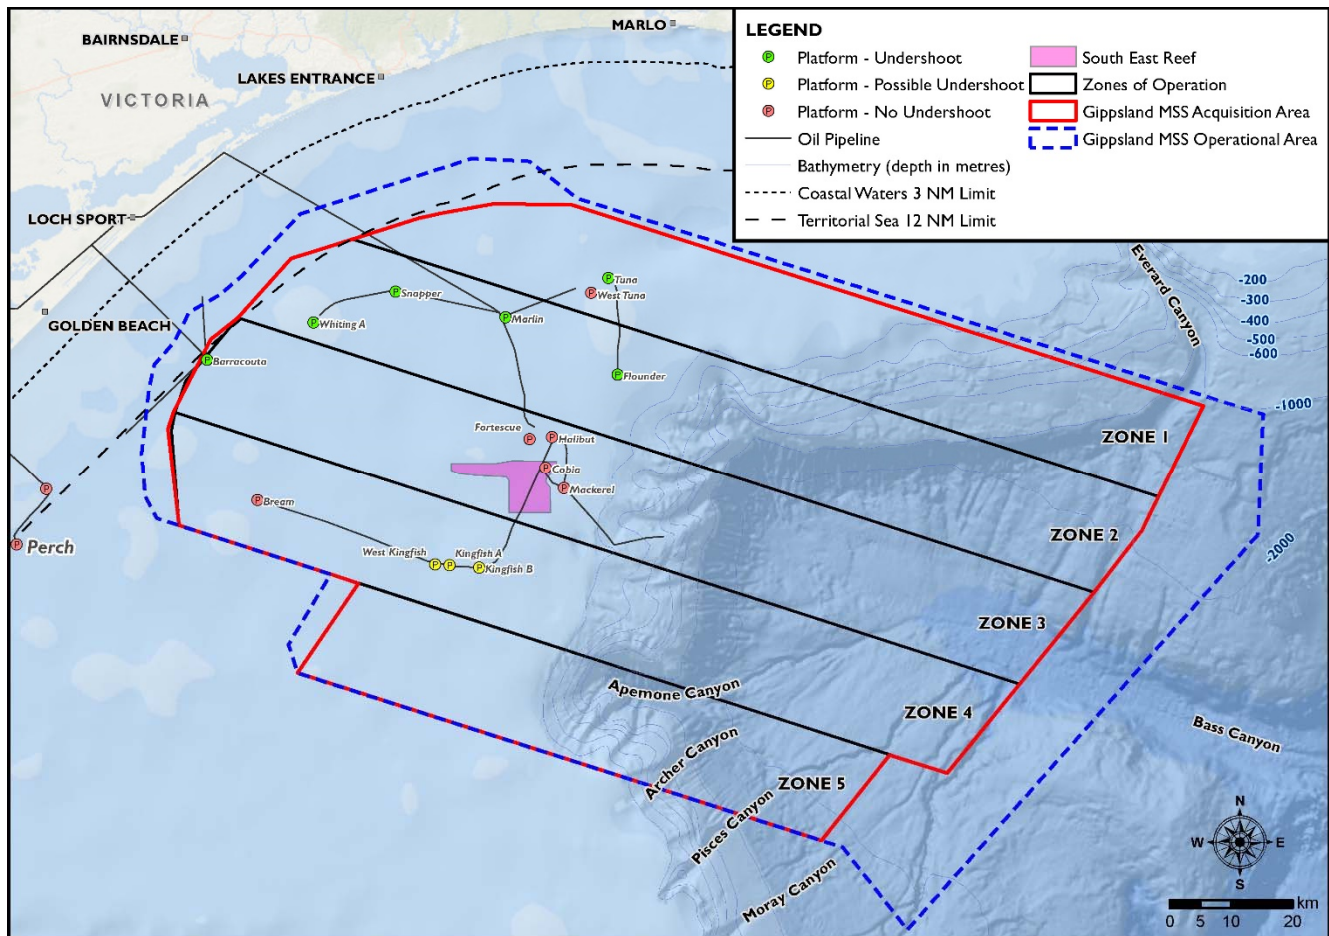 MARLO
BAIRNSDALE
LAKES ENTRANCE
VICTORIA
LOCH SPORT
GOLDEN BEACH
LEGEND
P Platform - Undershoot
P Platform - Possible Undershoot
P Platform - No Undershoot
Oil Pipeline
Bathymetry (depth in metres)
Coastal Waters 3 NM Limit
Territorial Sea 12 NM Limit
South East Reef
Zones of Operation
Gippsland MSS Acquisition Area
Gippsland MSS Operational Area
Everard Canyon
-200
-300
-400
-500
-600
-1000
-2000
P Tuna
P West Tuna
P Snapper
P Marlin
P Whiting A
P Barracouta
P Flounder
Fortescue P
P Halibut
P Cobia
P Mackerel
P
P Perch
P Bream
West Kingfish P
Kingfish A P
P Kingfish B
ZONE 1
ZONE 2
ZONE 3
ZONE 4
ZONE 5
Apemone Canyon
Archer Canyon
Pisces Canyon
Moray Canyon
Bass Canyon
N
W E
S
km
0 5 10 20